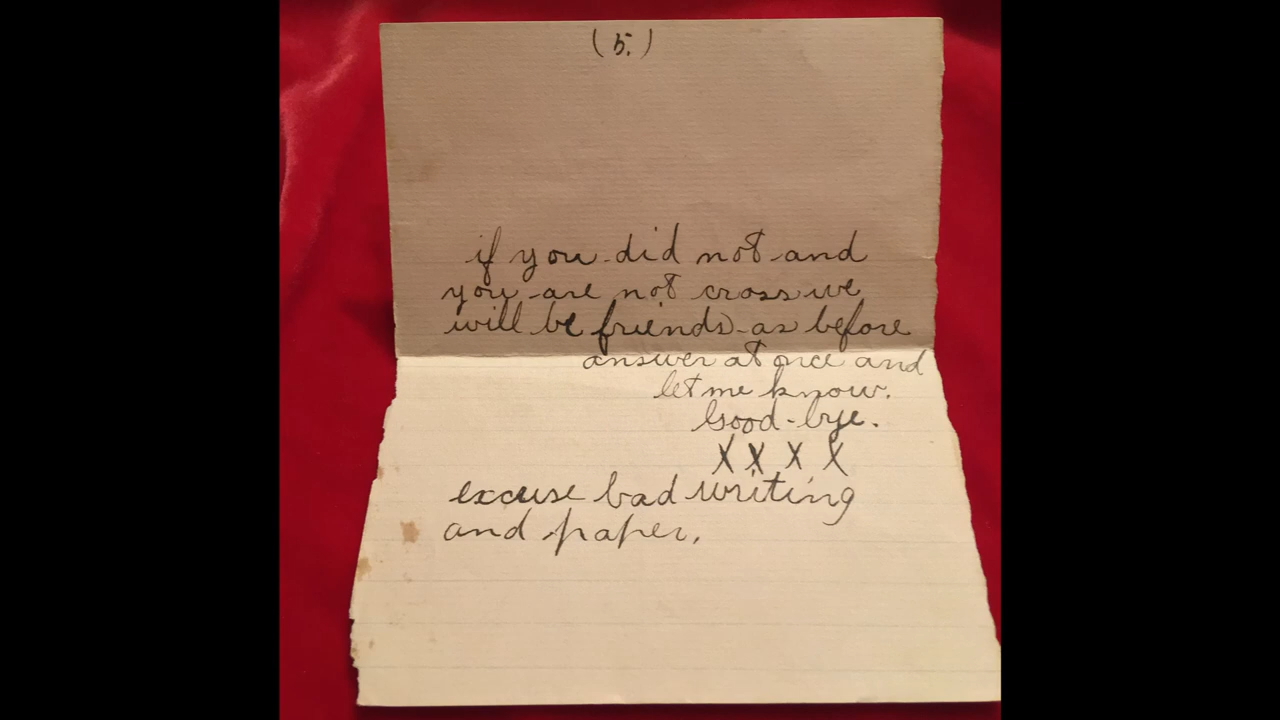 (5.)
if you did not and
you are not cross we
will be friends as before
answer at once and
let me know.
Good-bye.
X X X X
excuse bad writing
and paper.